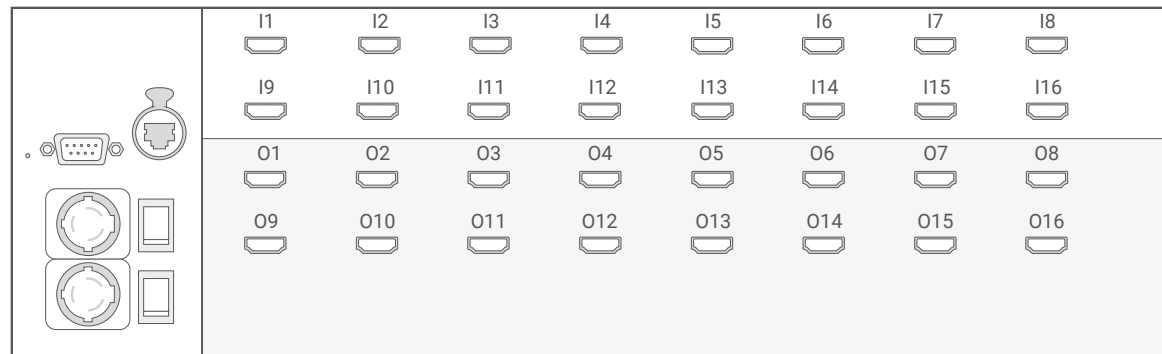 I1 I2 I3 I4 I5 I6 I7 I8
I9 I10 I11 I12 I13 I14 I15 I16
O1 O2 O3 O4 O5 O6 O7 O8
O9 O10 O11 O12 O13 O14 O15 O16